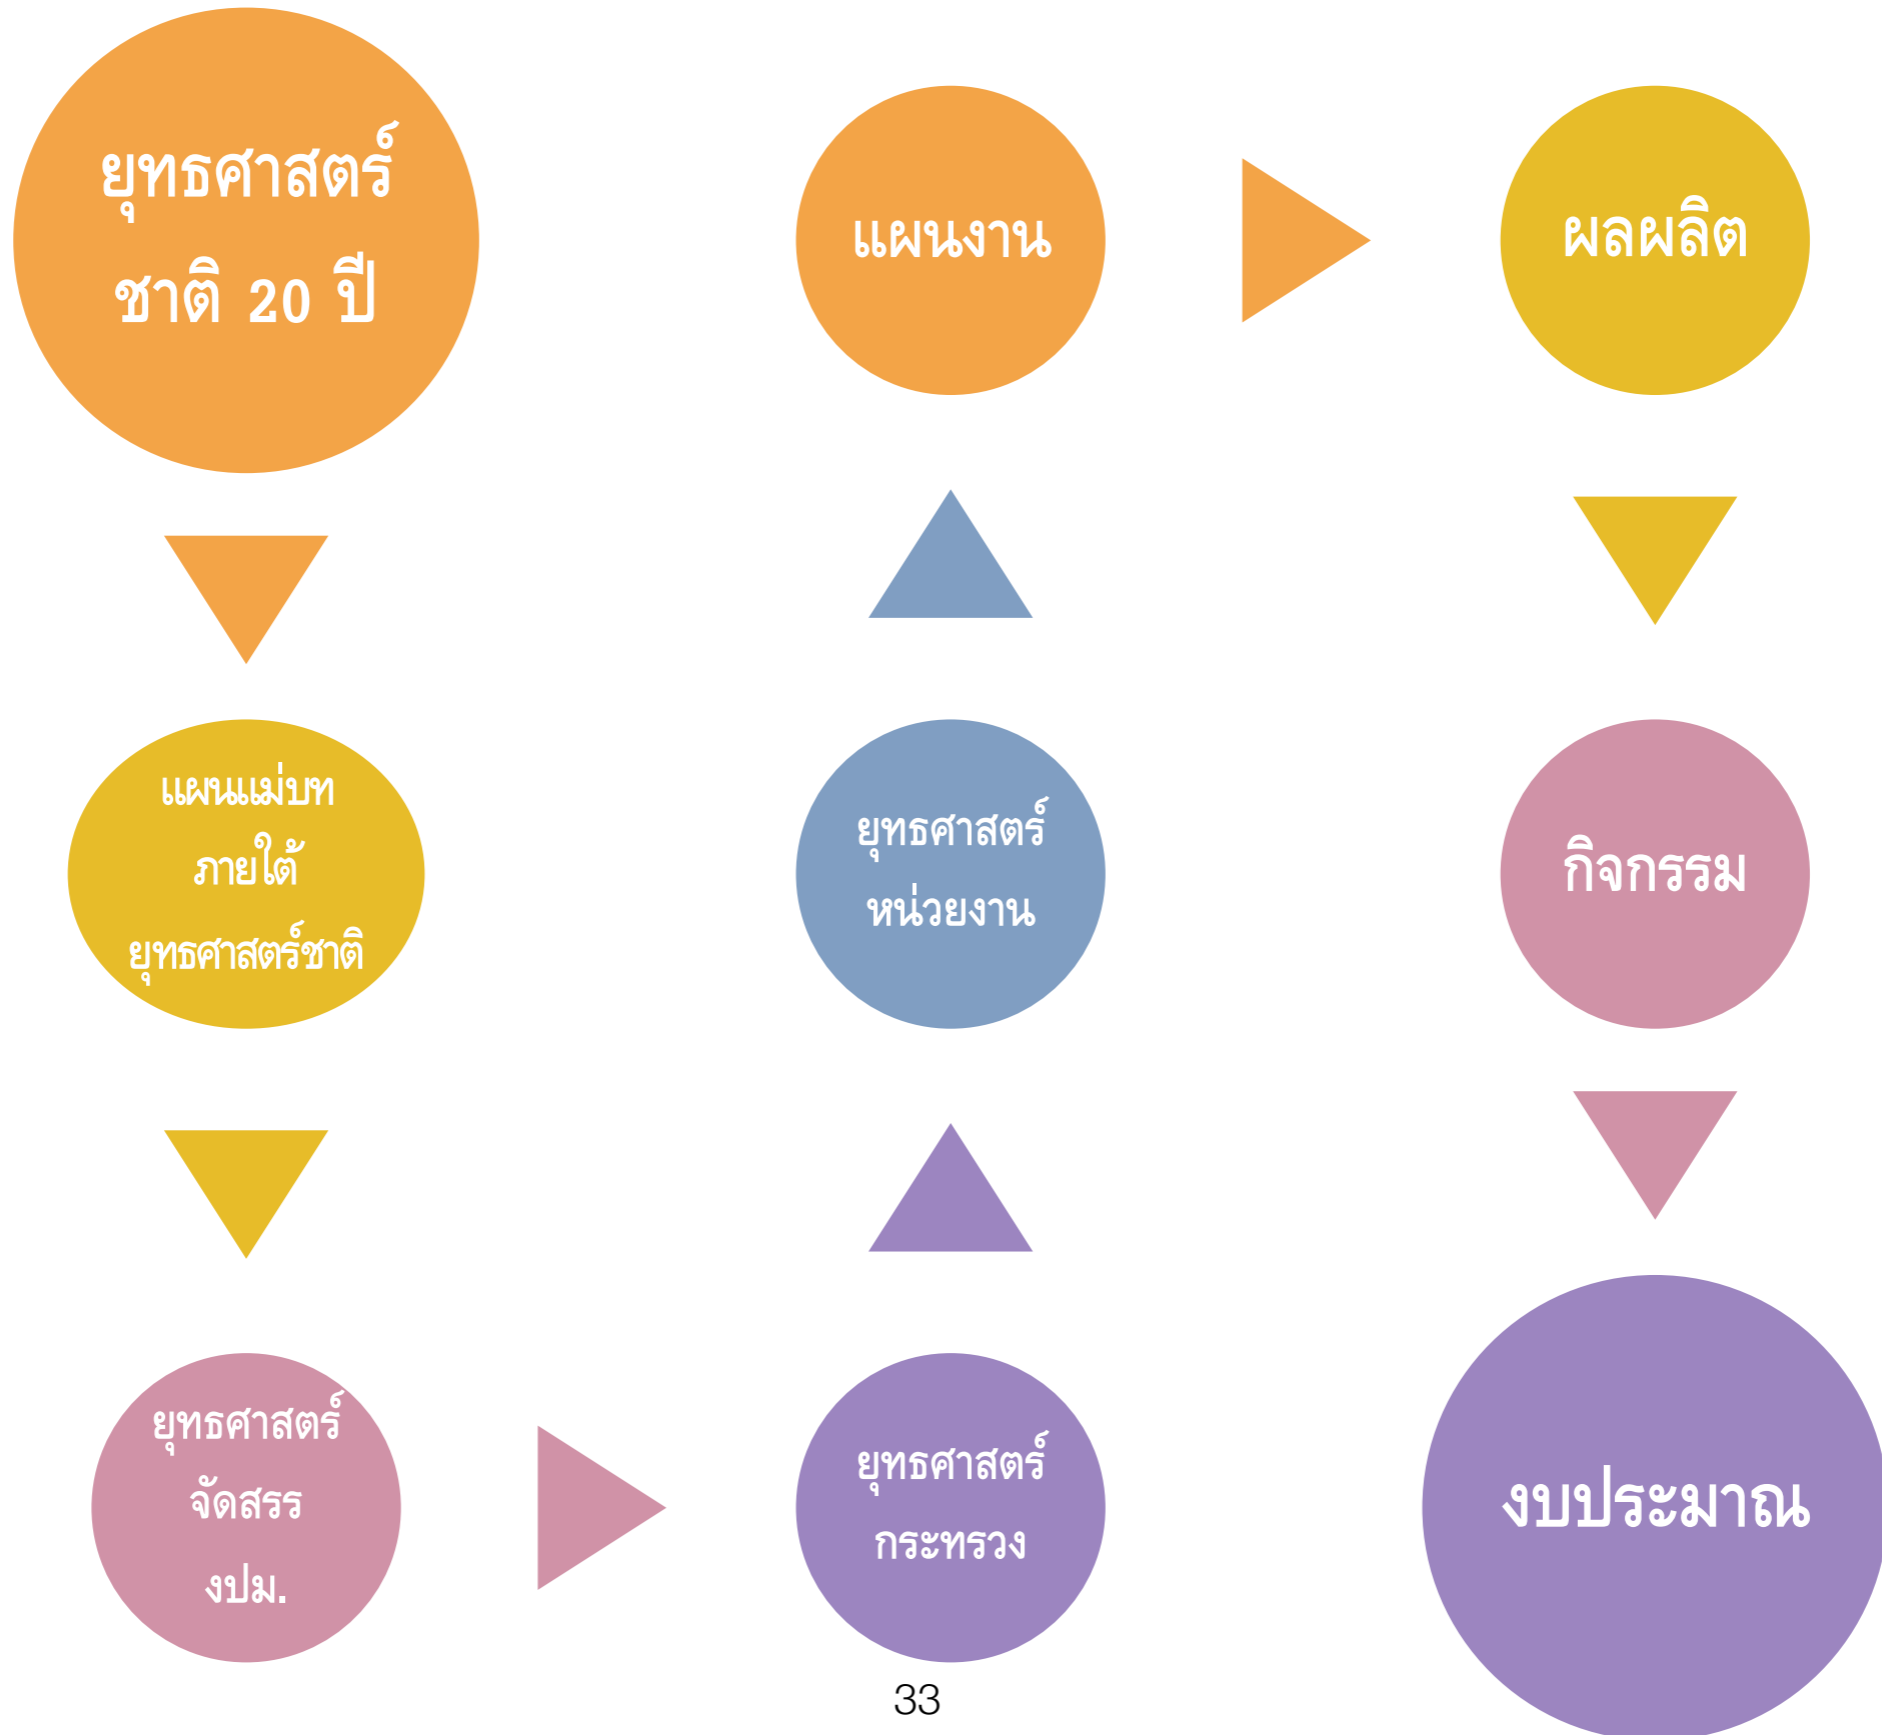 ยุทธศาสตร์
ชาติ 20 ปี
แผนแม่บท
ภายใต้
ยุทธศาสตร์ชาติ
ยุทธศาสตร์
จัดสรร
งปม.
ยุทธศาสตร์
กระทรวง
ยุทธศาสตร์
หน่วยงาน
แผนงาน
ผลผลิต
กิจกรรม
งบประมาณ
33